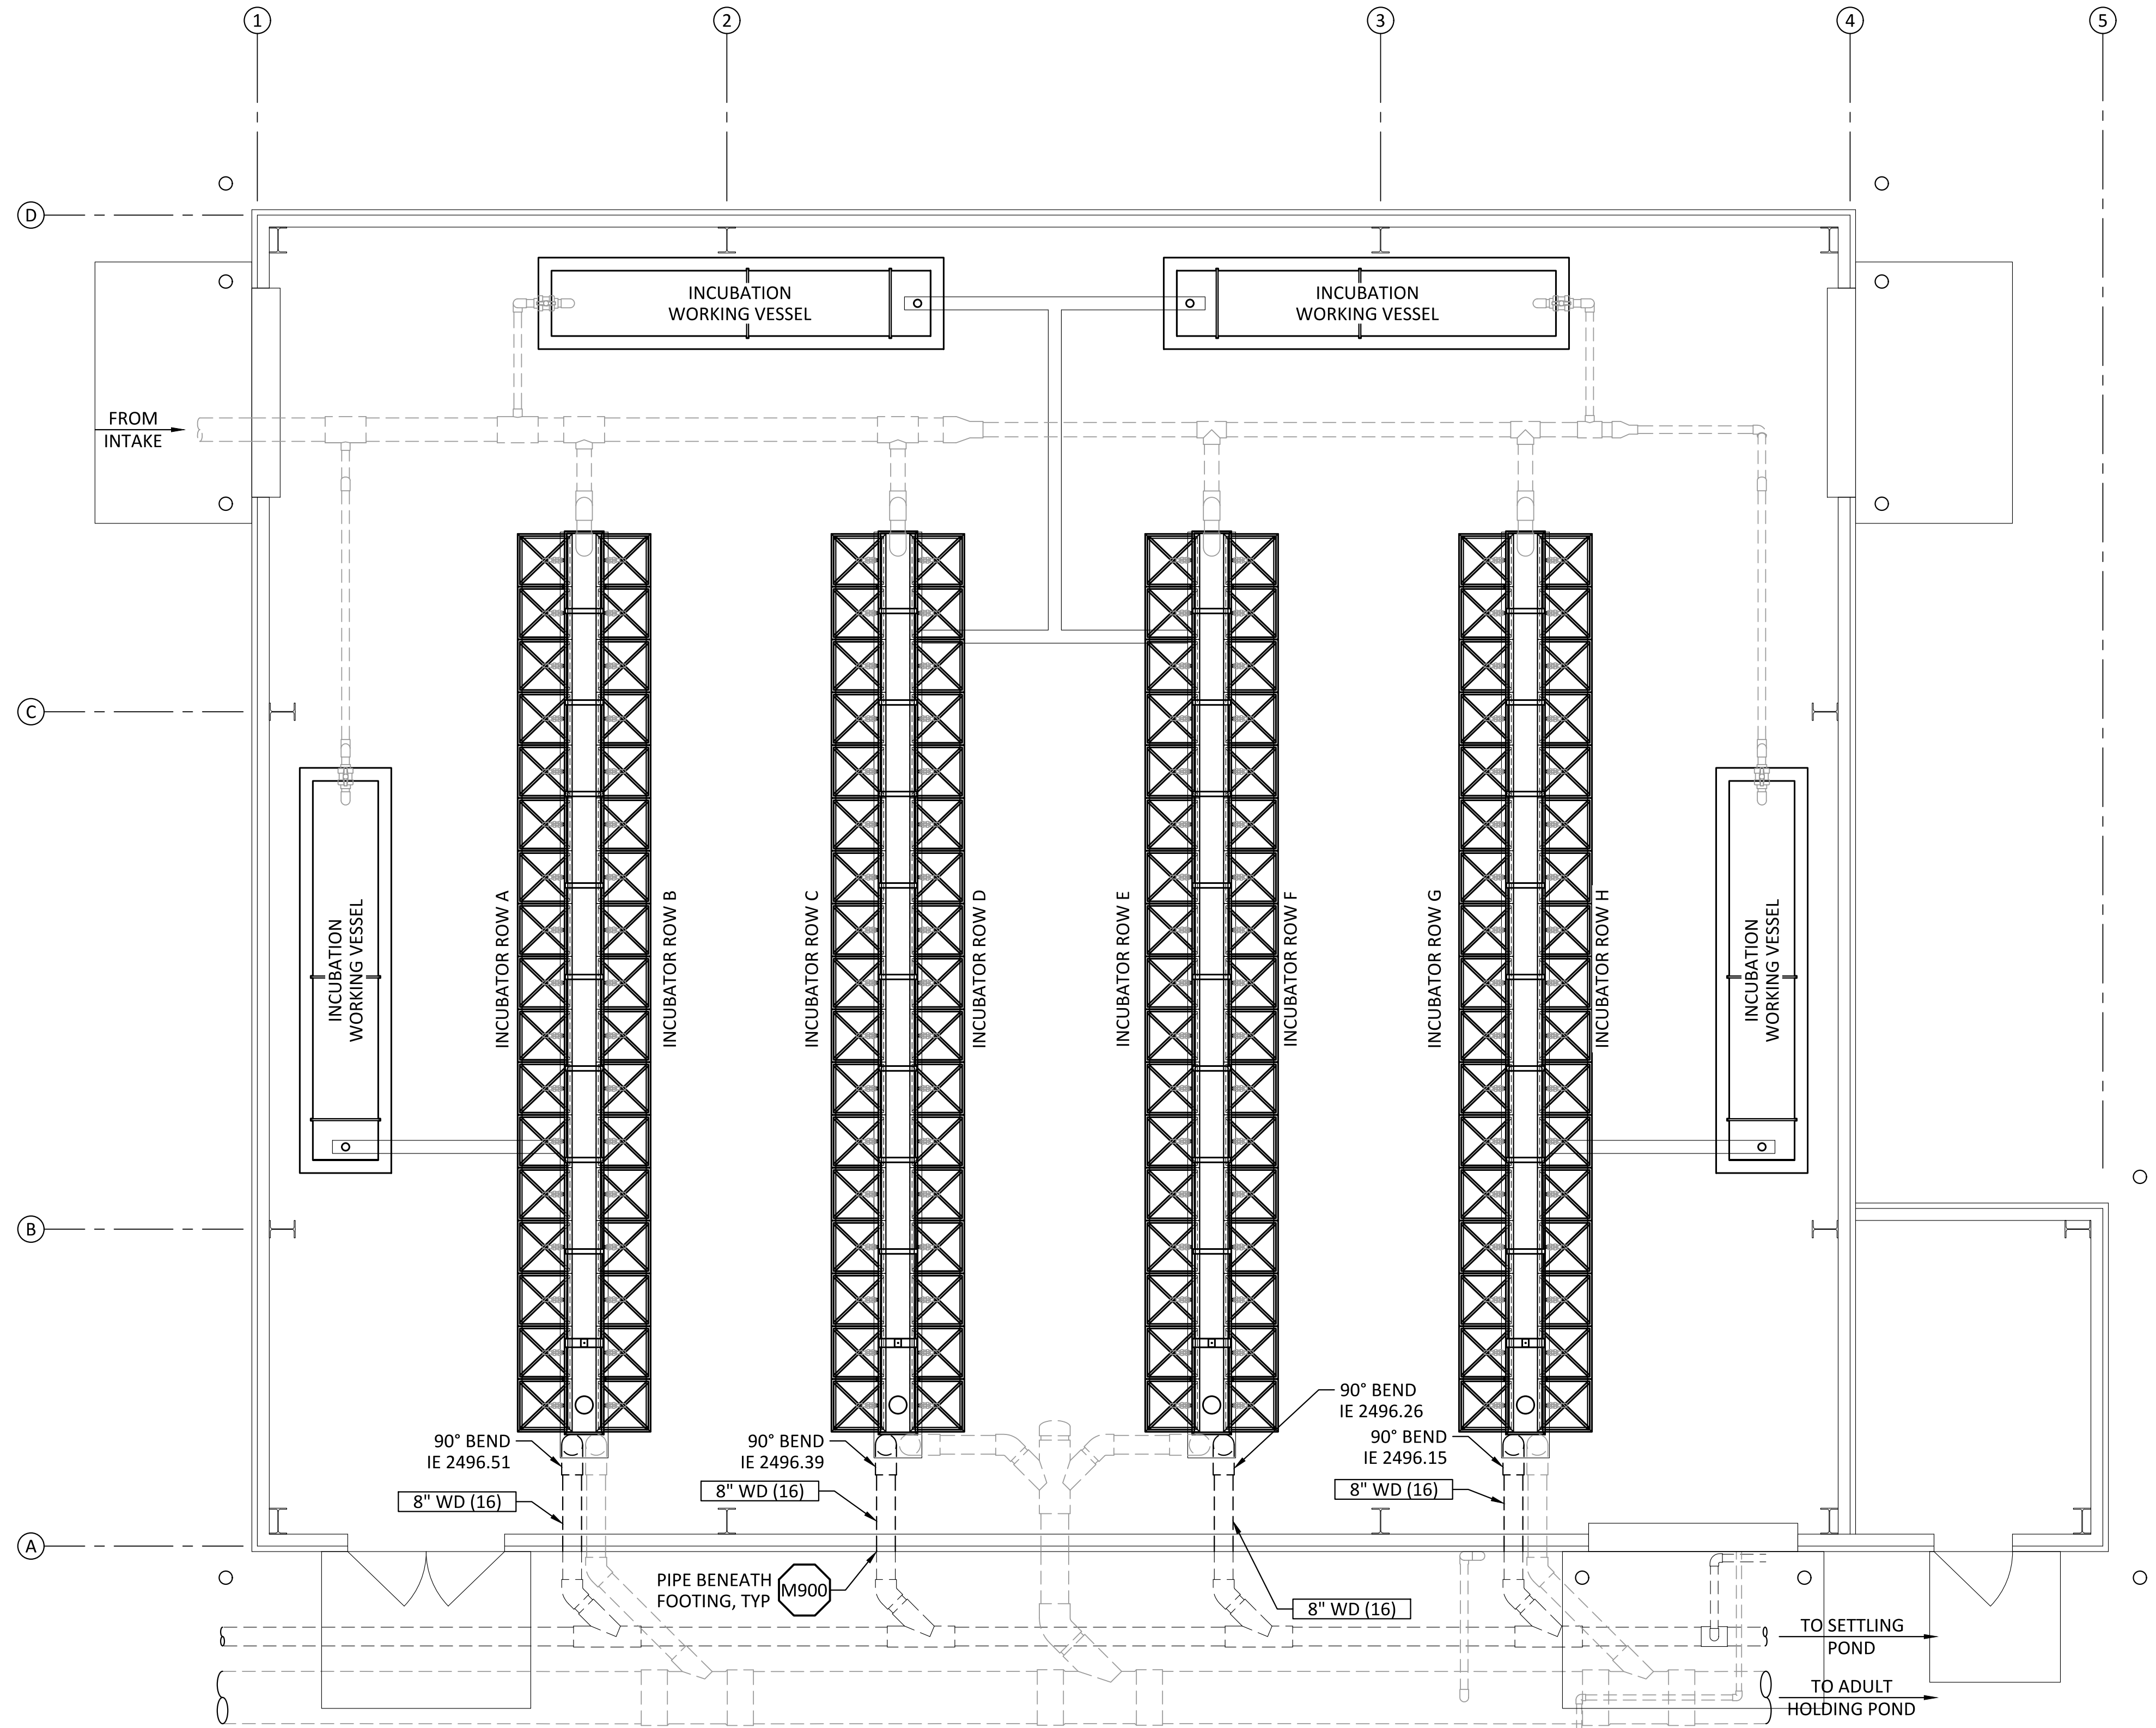 1
2
3
4
5
D
INCUBATION
WORKING VESSEL
INCUBATION
WORKING VESSEL
FROM
INTAKE
C
INCUBATION
WORKING VESSEL
INCUBATOR ROW A
INCUBATOR ROW B
INCUBATOR ROW C
INCUBATOR ROW D
INCUBATOR ROW E
INCUBATOR ROW F
INCUBATOR ROW G
INCUBATOR ROW H
INCUBATION
WORKING VESSEL
B
90° BEND
IE 2496.51
90° BEND
IE 2496.39
90° BEND
IE 2496.26
90° BEND
IE 2496.15
8" WD (16)
8" WD (16)
8" WD (16)
A
PIPE BENEATH
FOOTING, TYP
M900
8" WD (16)
TO SETTLING
POND
TO ADULT
HOLDING POND